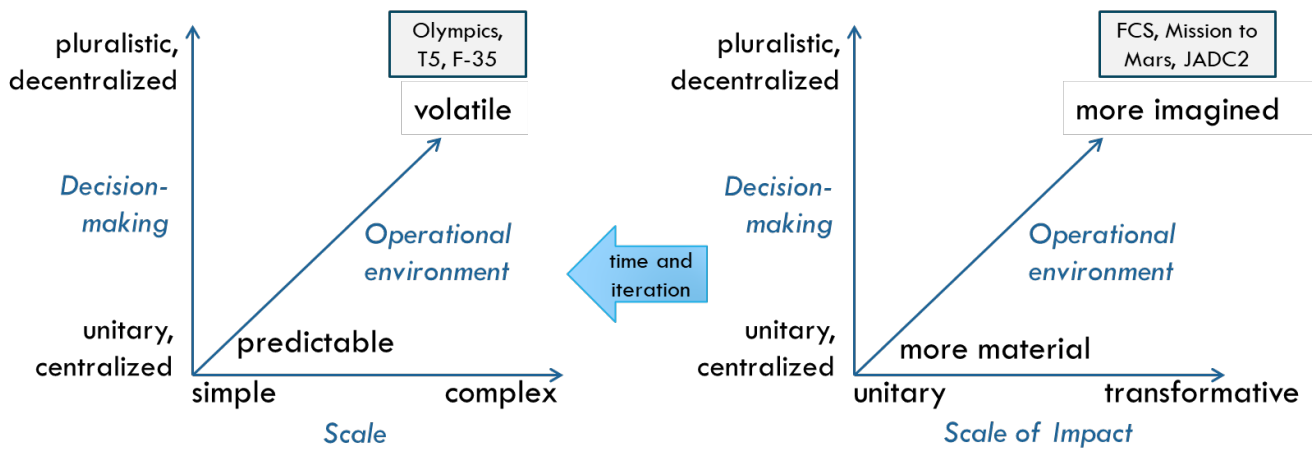 pluralistic,
decentralized
Olympics,
T5, F-35
volatile
Decision-
making
Operational
environment
unitary,
centralized
predictable
simple
complex
Scale
time and
iteration
pluralistic,
decentralized
FCS, Mission to
Mars, JADC2
more imagined
Decision-
making
Operational
environment
unitary,
centralized
more material
unitary
transformative
Scale of Impact